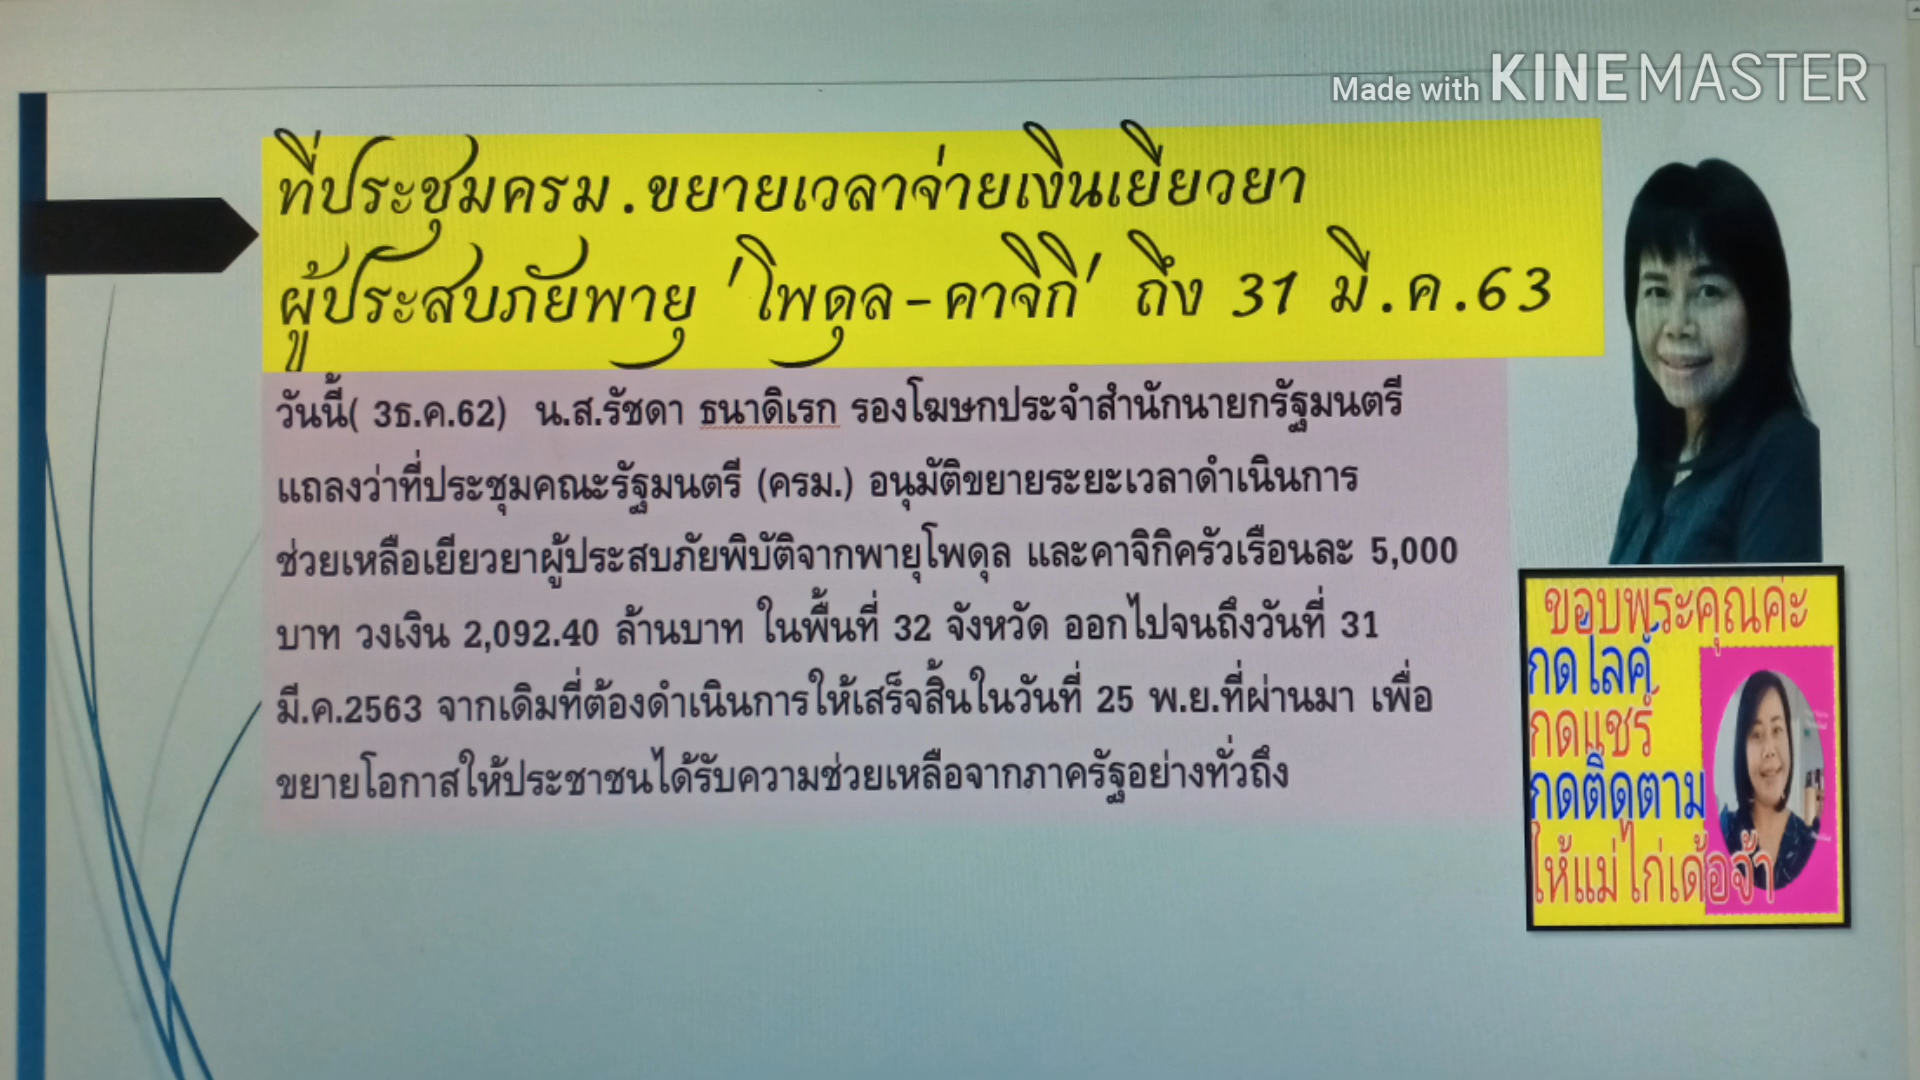 Made with KINEMASTER
ที่ประชุมครม.ขยายเวลาจ่ายเงินเยียวยา
ผู้ประสบภัยพายุ 'โพดุล-คาจิกิ' ถึง 31 มี.ค.63
วันนี้( 3ธ.ค.62) น.ส.รัชดา ธนาดิเรก รองโฆษกประจำสำนักนายกรัฐมนตรี
แถลงว่าที่ประชุมคณะรัฐมนตรี (ครม.) อนุมัติขยายระยะเวลาดำเนินการ
ช่วยเหลือเยียวยาผู้ประสบภัยพิบัติจากพายุโพดุล และคาจิกิครัวเรือนละ 5,000
บาท วงเงิน 2,092.40 ล้านบาท ในพื้นที่ 32 จังหวัด ออกไปจนถึงวันที่ 31
มี.ค.2563 จากเดิมที่ต้องดำเนินการให้เสร็จสิ้นในวันที่ 25 พ.ย.ที่ผ่านมา เพื่อ
ขยายโอกาสให้ประชาชนได้รับความช่วยเหลือจากภาครัฐอย่างทั่วถึง
ขอบพระคุณค่ะ
กดไลค์
กดแชร์
กดติดตาม
ให้แม่ไก่เด้อจ้า